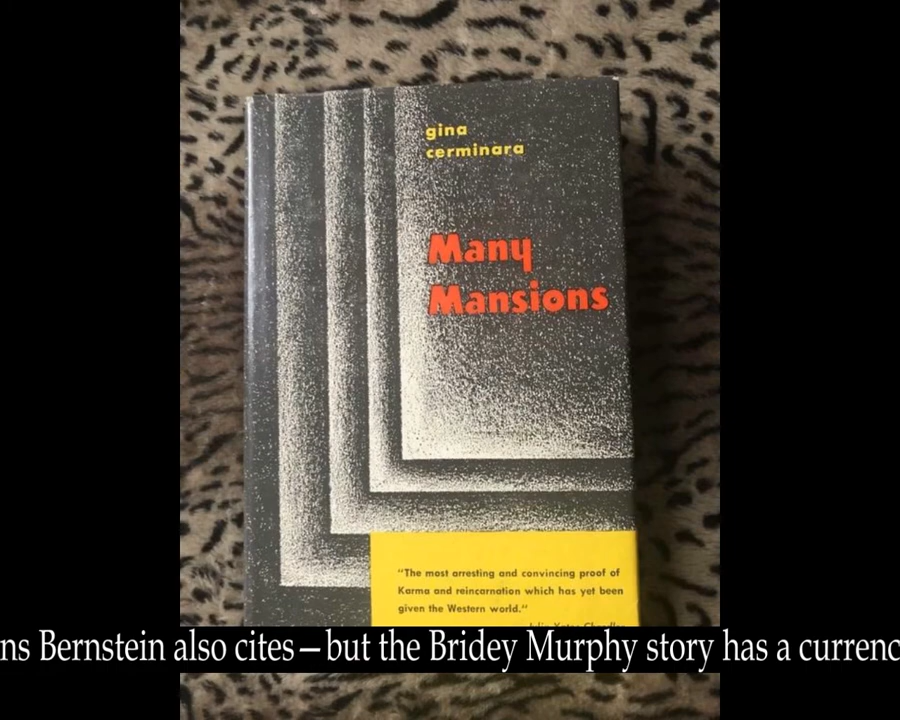 gina
cerminara
Many
Mansions
"The most arresting and convincing proof of
Karma and reincarnation which has yet been
given the Western world."
ns Bernstein also cites—but the Bridey Murphy story has a currenc